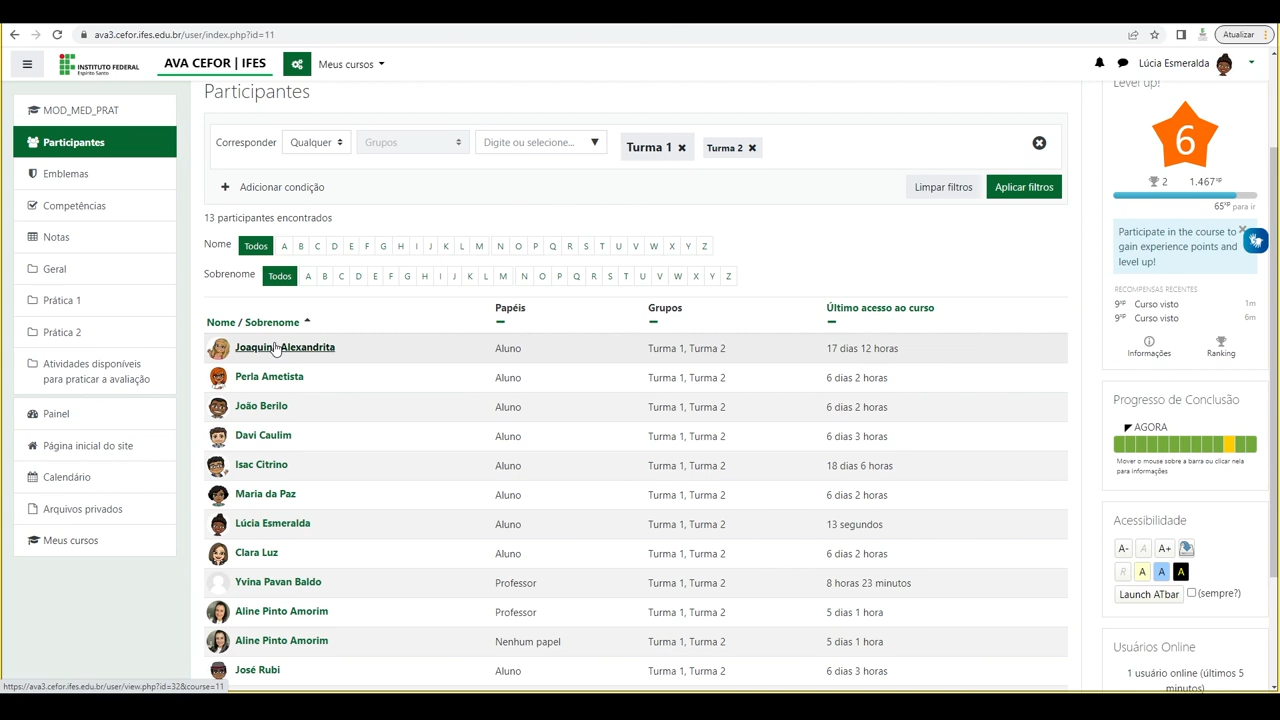 ava3.cefor.ifes.edu.br/user/index.php?id=11
Atualizar
INSTITUTO FEDERAL
Espírito Santo
AVA CEFOR | IFES
Meus cursos
Lúcia Esmeralda
MOD_MED_PRAT
Participantes
Emblemas
Competências
Notas
Geral
Prática 1
Prática 2
Atividades disponíveis
para praticar a avaliação
Painel
Página inicial do site
Calendário
Arquivos privados
Meus cursos
Participantes
Corresponder Qualquer Grupos Digite ou selecione... Turma 1 Turma 2
Adicionar condição Limpar filtros Aplicar filtros
13 participantes encontrados
Nome Todos A B C D E F G H I J K L M N O P Q R S T U V W X Y Z
Sobrenome Todos A B C D E F G H I J K L M N O P Q R S T U V W X Y Z
Nome / Sobrenome Papéis Grupos Último acesso ao curso
Joaquim Alexandrita Aluno Turma 1, Turma 2 17 dias 12 horas
Perla Ametista Aluno Turma 1, Turma 2 6 dias 2 horas
João Berilo Aluno Turma 1, Turma 2 6 dias 2 horas
Davi Caulim Aluno Turma 1, Turma 2 6 dias 3 horas
Isac Citrino Aluno Turma 1, Turma 2 18 dias 6 horas
Maria da Paz Aluno Turma 1, Turma 2 6 dias 2 horas
Lúcia Esmeralda Aluno Turma 1, Turma 2 13 segundos
Clara Luz Aluno Turma 1, Turma 2 6 dias 2 horas
Yvina Pavan Baldo Professor Turma 1, Turma 2 8 horas 23 minutos
Aline Pinto Amorim Professor Turma 1, Turma 2 5 dias 1 hora
Aline Pinto Amorim Nenhum papel Turma 1, Turma 2 5 dias 1 hora
José Rubi Aluno Turma 1, Turma 2 6 dias 3 horas
https://ava3.cefor.ifes.edu.br/user/view.php?id=32&course=11
Level up!
6
2 1.467xp
65xp para ir
Participate in the course to
gain experience points and
level up!
RECOMPENSAS RECENTES
9xp Curso visto 1m
9xp Curso visto 6m
Informações Ranking
Progresso de Conclusão
AGORA
Mover o mouse sobre a barra ou clicar nela
para informações
Acessibilidade
A- A A+
R A A A
Launch ATbar (sempre?)
Usuários Online
1 usuário online (últimos 5
minutos)